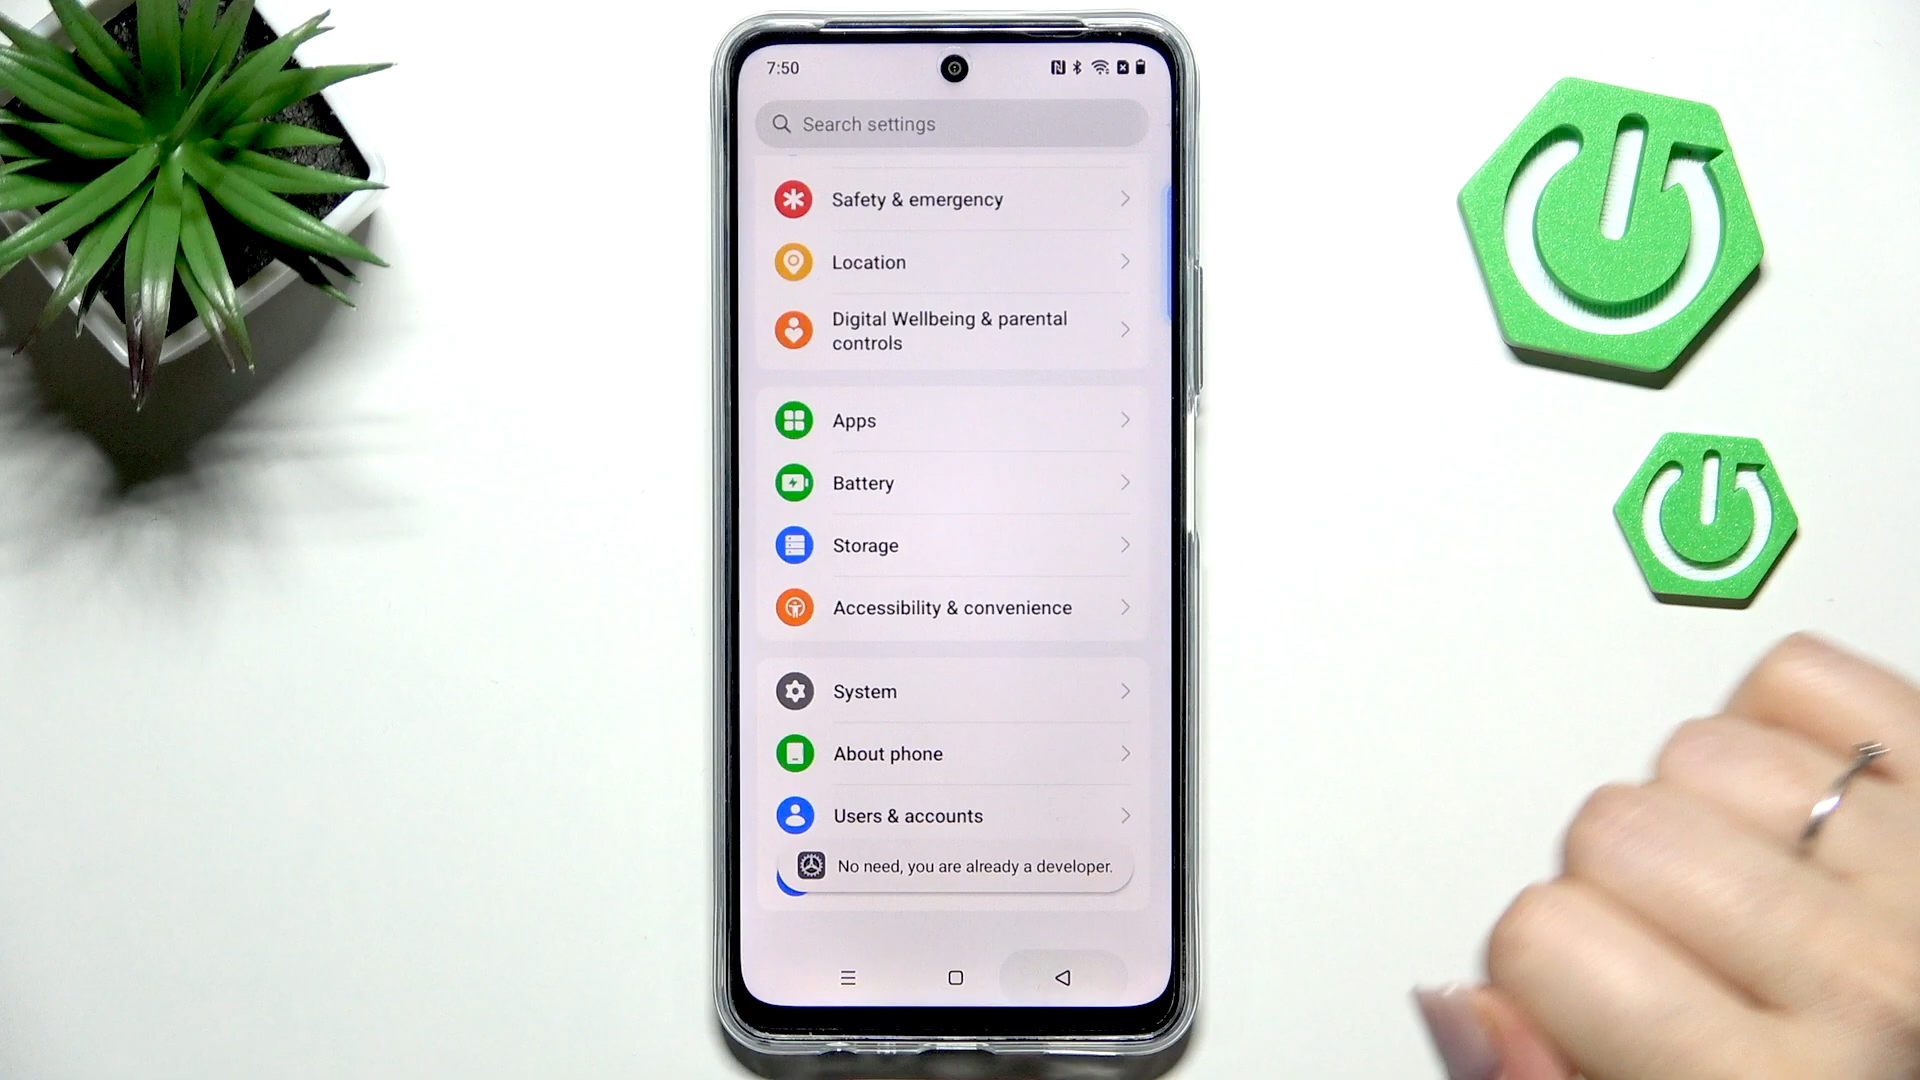 7:50
Search settings
Safety & emergency
Location
Digital Wellbeing & parental
controls
Apps
Battery
Storage
Accessibility & convenience
System
About phone
Users & accounts
No need, you are already a developer.